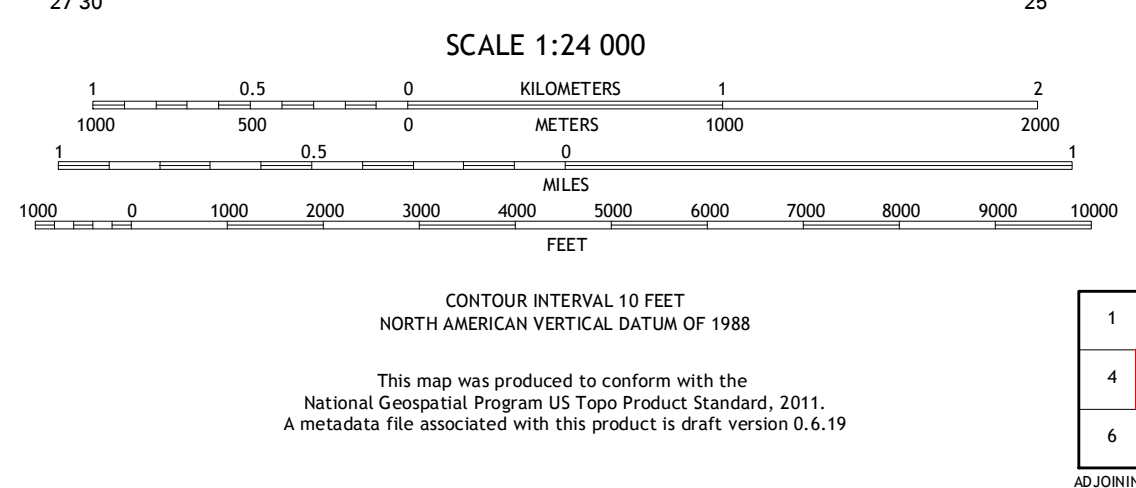 27'30" 25'
SCALE 1:24 000
1 0.5 0 KILOMETERS 1 2
1000 500 0 METERS 1000 2000
1 0.5 0 1
MILES
1000 0 1000 2000 3000 4000 5000 6000 7000 8000 9000 10000
FEET
CONTOUR INTERVAL 10 FEET
NORTH AMERICAN VERTICAL DATUM OF 1988
This map was produced to conform with the
National Geospatial Program US Topo Product Standard, 2011.
A metadata file associated with this product is draft version 0.6.19
1
4
6